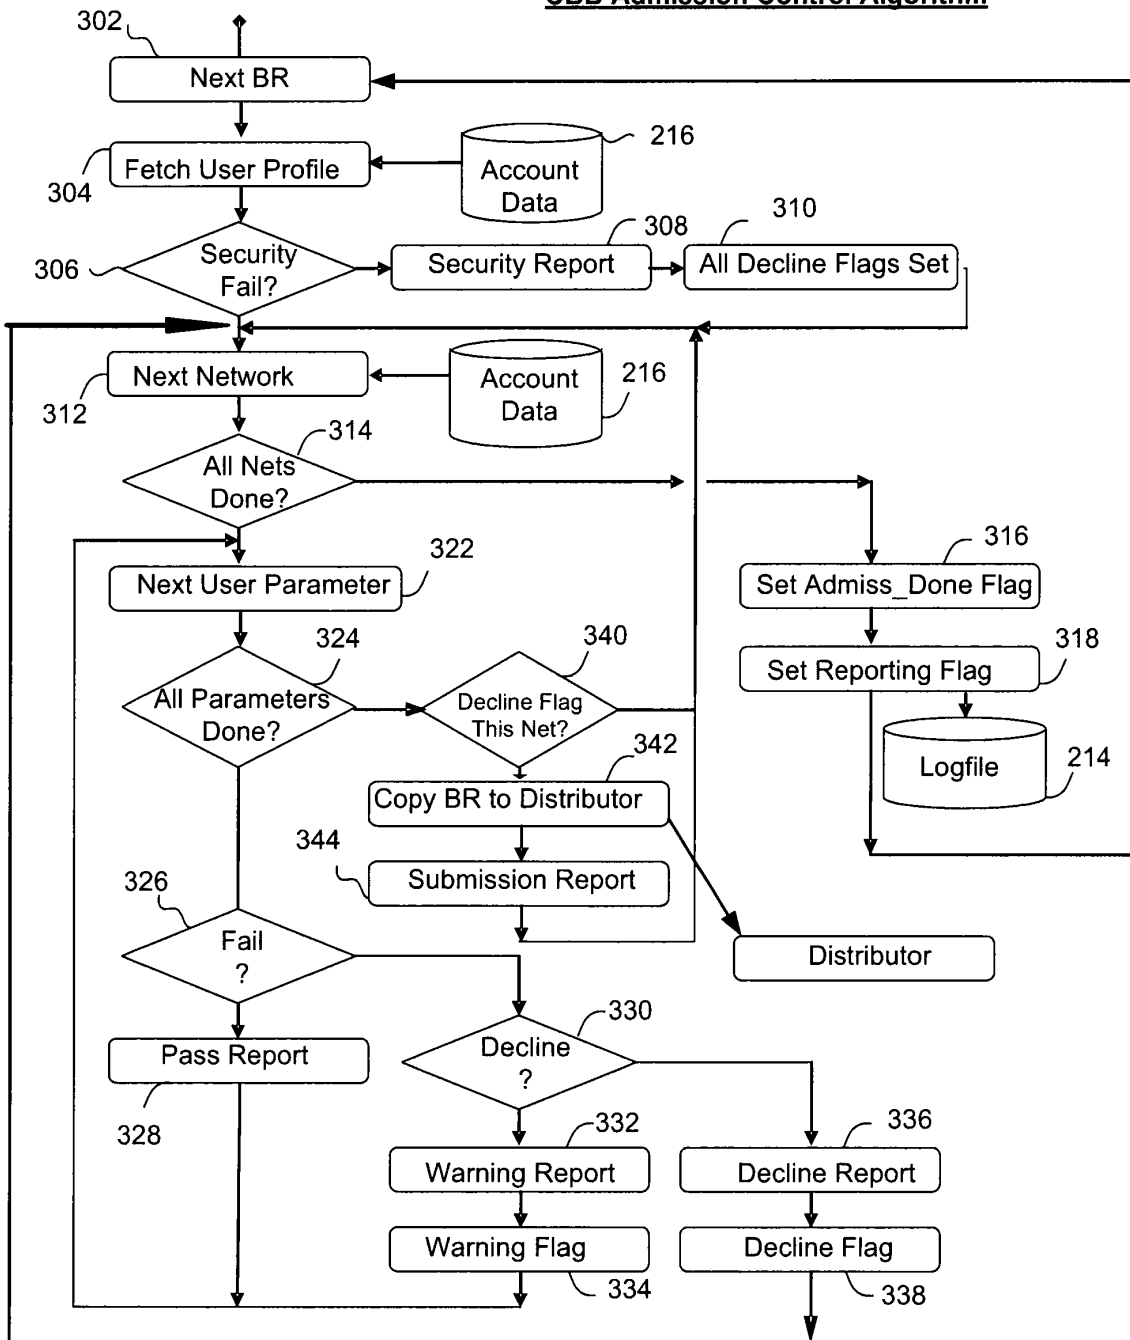 302
Next BR
304
Fetch User Profile
216
Account
Data
306
Security
Fail?
308
Security Report
310
All Decline Flags Set
312
Next Network
Account
Data
216
314
All Nets
Done?
316
Set Admiss_Done Flag
322
Next User Parameter
318
Set Reporting Flag
324
All Parameters
Done?
340
Decline Flag
This Net?
Logfile
214
342
Copy BR to Distributor
344
Submission Report
326
Fail
?
Distributor
330
Decline
?
Pass Report
328
332
Warning Report
336
Decline Report
Warning Flag
334
Decline Flag
338